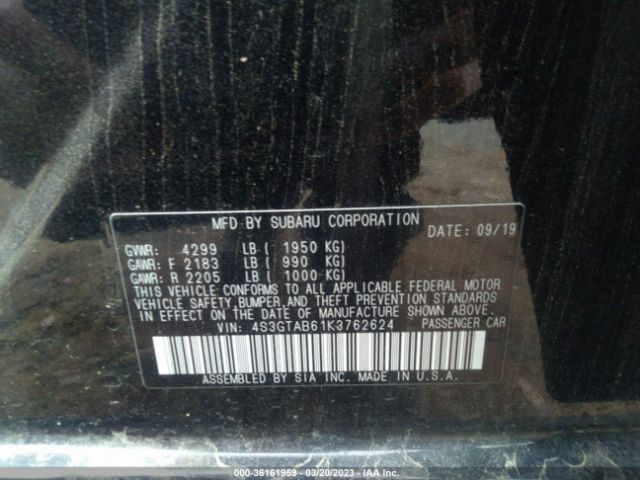 MFD BY SUBARU CORPORATION
DATE: 09/19
GVWR: 4299 LB ( 1950 KG)
GAWR: F 2183 LB ( 990 KG)
GAWR: R 2205 LB ( 1000 KG)
THIS VEHICLE CONFORMS TO ALL APPLICABLE FEDERAL MOTOR
VEHICLE SAFETY, BUMPER, AND THEFT PREVENTION STANDARDS
IN EFFECT ON THE DATE OF MANUFACTURE SHOWN ABOVE.
VIN: 4S3GTAB61K3762624 PASSENGER CAR
ASSEMBLED BY SIA INC. MADE IN U.S.A.
000-36161959 - 03/20/2023 - IAA Inc.